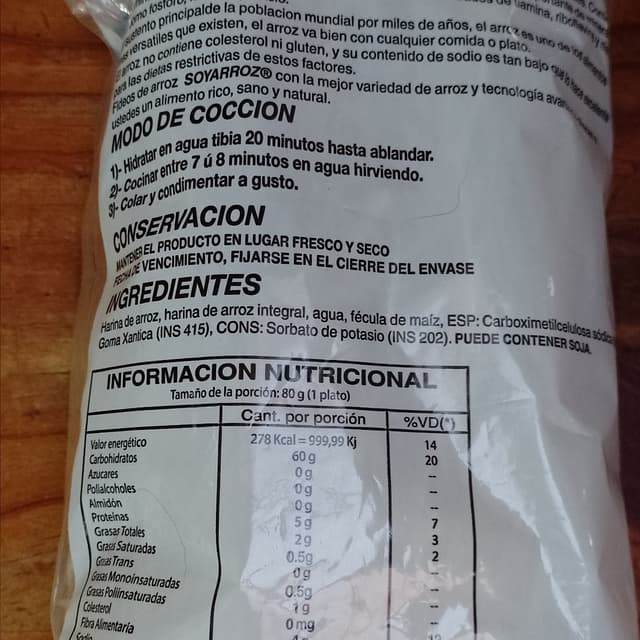 sustento principalde la poblacion mundial por miles de años, el arroz es uno de los
versatiles que existen, el arroz va bien con cualquier comida o plato.
arroz no contiene colesterol ni gluten, y su contenido de sodio es tan bajo que
para las dietas restrictivas de estos factores.
Fideos de arroz SOYARROZ® con la mejor variedad de arroz y tecnología
ustedes un alimento rico, sano y natural.
MODO DE COCCION
1)- Hidratar en agua tibia 20 minutos hasta ablandar.
2)- Cocinar entre 7 ú 8 minutos en agua hirviendo.
3)- Colar y condimentar a gusto.
CONSERVACION
MANTENER EL PRODUCTO EN LUGAR FRESCO Y SECO
FECHA DE VENCIMIENTO, FIJARSE EN EL CIERRE DEL ENVASE
INGREDIENTES
Harina de arroz, harina de arroz integral, agua, fécula de maíz, ESP: Carboximetilcelulosa sódica
Goma Xantica (INS 415), CONS: Sorbato de potasio (INS 202). PUEDE CONTENER SOJA.
INFORMACION NUTRICIONAL
Tamaño de la porción: 80 g (1 plato)
Cant. por porción %VD(*)
Valor energético 278 Kcal = 999,99 Kj 14
Carbohidratos 60 g 20
Azucares 0 g --
Polialcoholes 0 g --
Almidón 0 g --
Proteinas 5 g 7
Grasas Totales 2 g 3
Grasas Saturadas 0.5g 2
Grasas Trans 0 g --
Grasas Monoinsaturadas 0.5g --
Grasas Poliinsaturadas 1 g --
Colesterol 0 mg --
Fibra Alimentaria
Sodio